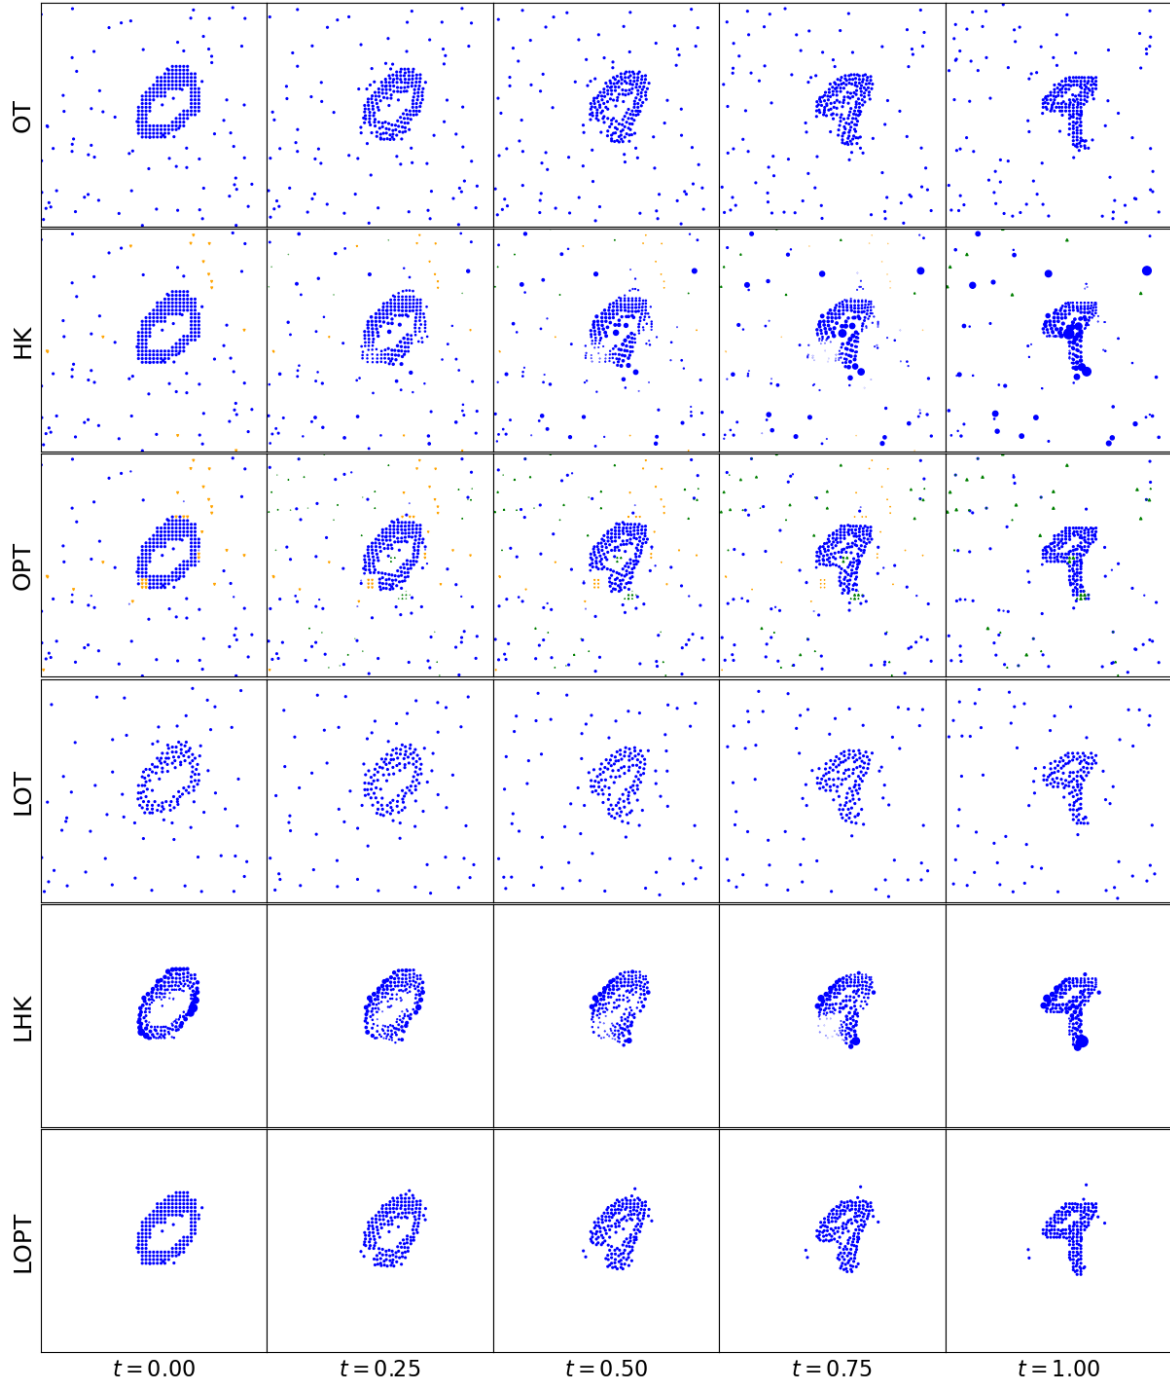 OT
HK
OPT
LOT
LHK
LOPT
t = 0.00 t = 0.25 t = 0.50 t = 0.75 t = 1.00